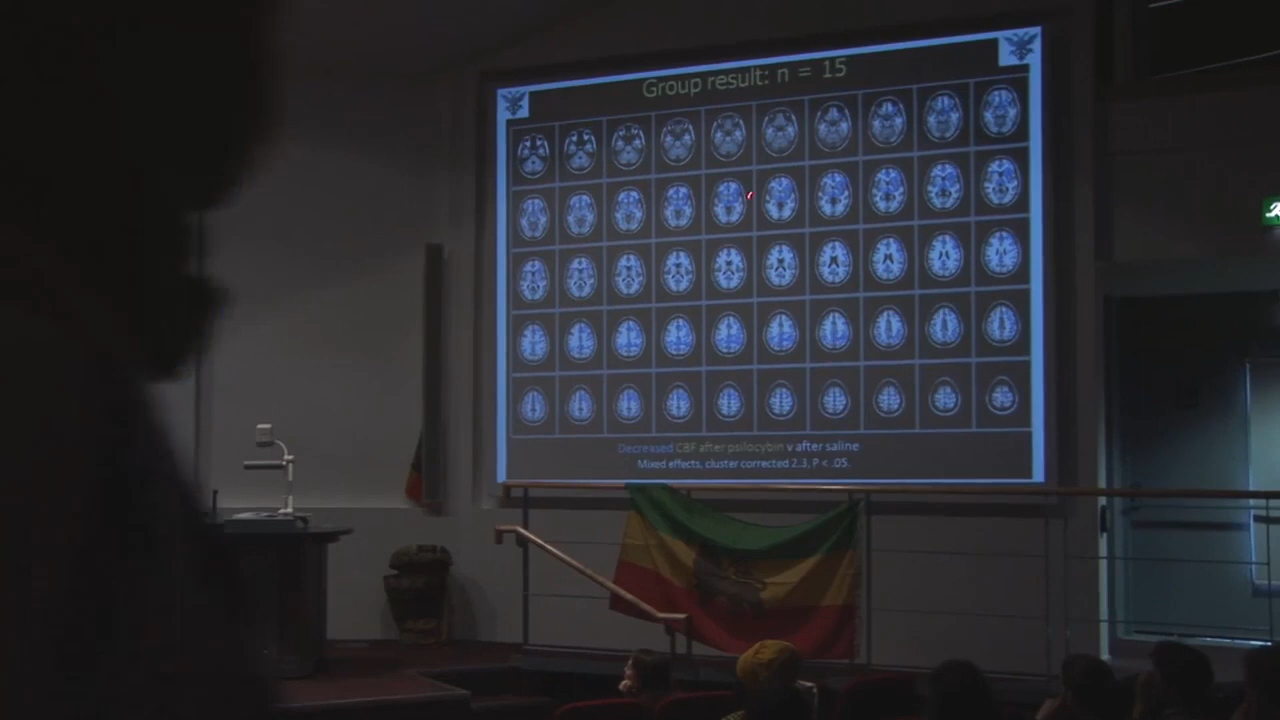 Group result: n = 15
Decreased CBF after psilocybin v after saline
Mixed effects, cluster corrected 2.3, P < .05.